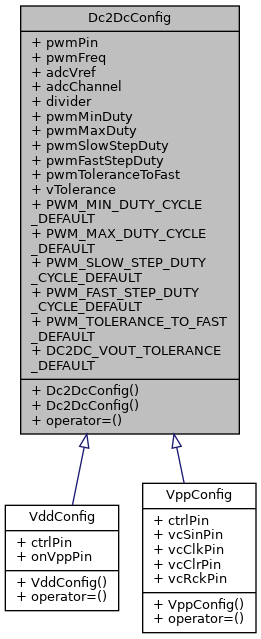 Dc2DcConfig
+ pwmPin
+ pwmFreq
+ adcVref
+ adcChannel
+ divider
+ pwmMinDuty
+ pwmMaxDuty
+ pwmSlowStepDuty
+ pwmFastStepDuty
+ pwmToleranceToFast
+ vTolerance
+ PWM_MIN_DUTY_CYCLE
_DEFAULT
+ PWM_MAX_DUTY_CYCLE
_DEFAULT
+ PWM_SLOW_STEP_DUTY
_CYCLE_DEFAULT
+ PWM_FAST_STEP_DUTY
_CYCLE_DEFAULT
+ PWM_TOLERANCE_TO_FAST
_DEFAULT
+ DC2DC_VOUT_TOLERANCE
_DEFAULT
+ Dc2DcConfig()
+ Dc2DcConfig()
+ operator=()
VddConfig
+ ctrlPin
+ onVppPin
+ VddConfig()
+ operator=()
VppConfig
+ ctrlPin
+ vcSinPin
+ vcClkPin
+ vcClrPin
+ vcRckPin
+ VppConfig()
+ operator=()